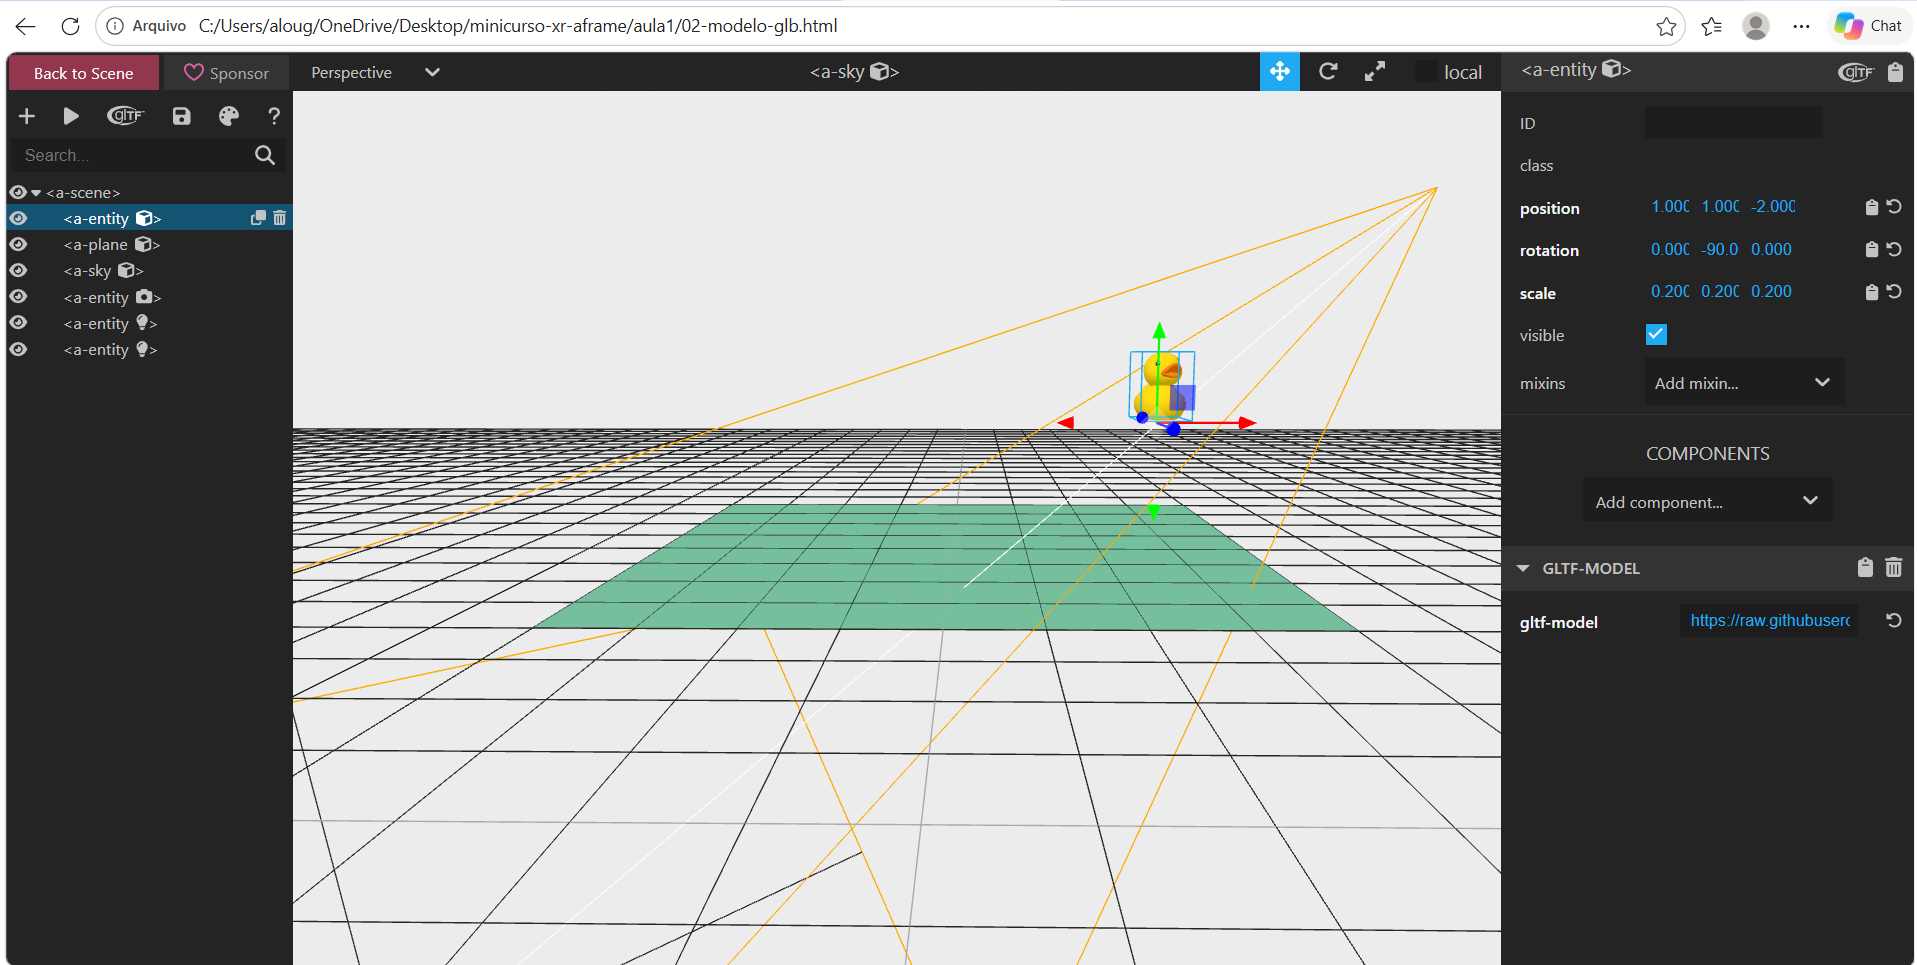 Arquivo C:/Users/aloug/OneDrive/Desktop/minicurso-xr-aframe/aula1/02-modelo-glb.html
Chat
Back to Scene
Sponsor
Perspective
<a-sky >
local
<a-entity >
glTF
glTF
Search...
<a-scene>
<a-entity >
<a-plane >
<a-sky >
<a-entity >
<a-entity >
<a-entity >
ID
class
position 1.000 1.000 -2.000
rotation 0.000 -90.0 0.000
scale 0.200 0.200 0.200
visible
mixins Add mixin...
COMPONENTS
Add component...
GLTF-MODEL
gltf-model https://raw.githubuserc